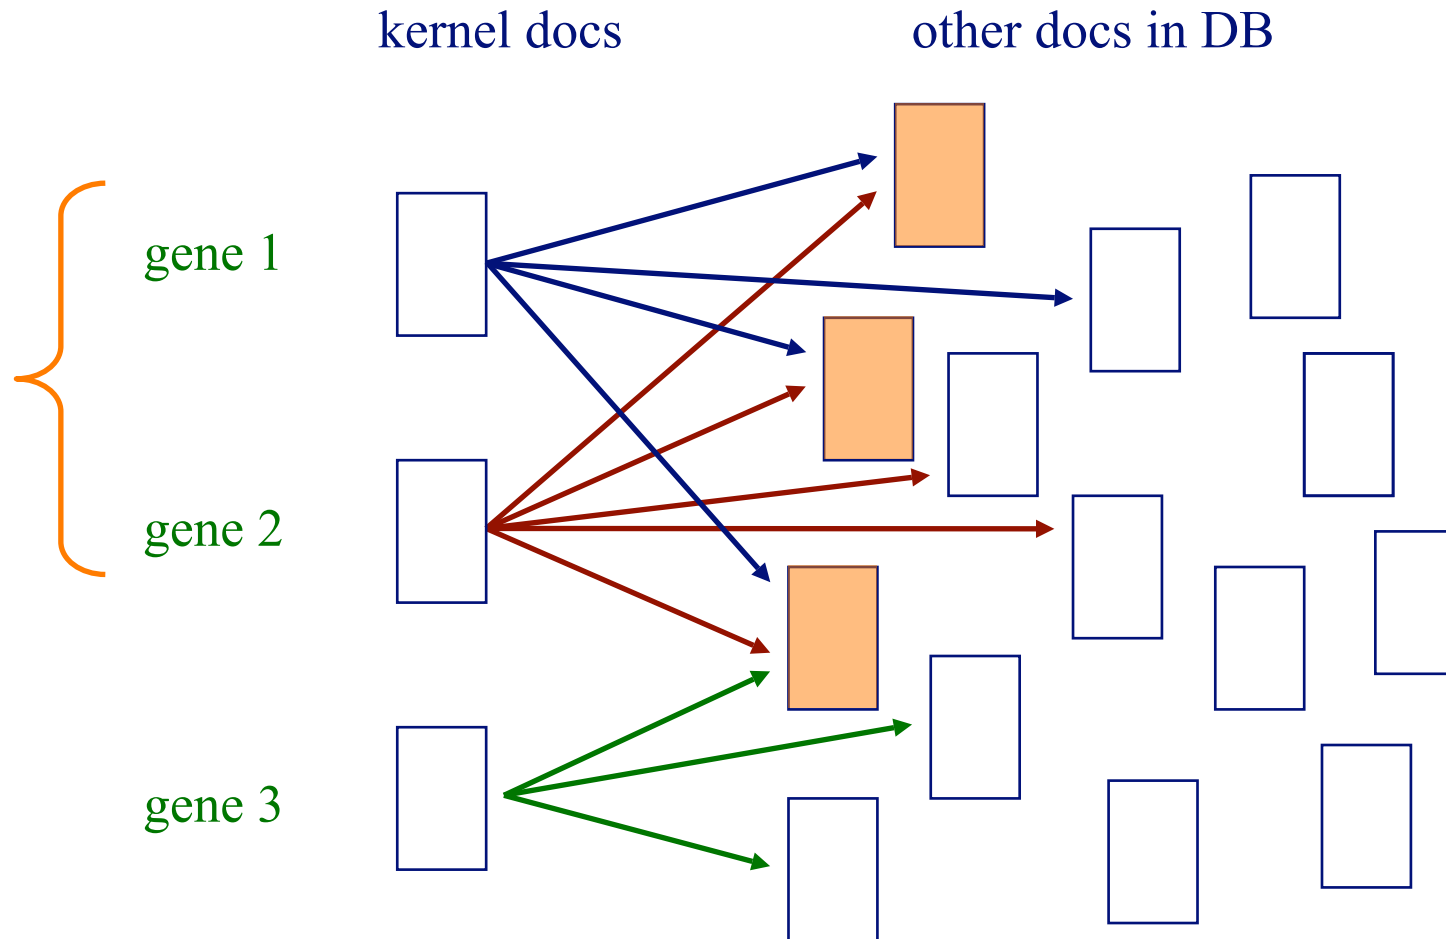 kernel docs
other docs in DB
gene 1
gene 2
gene 3